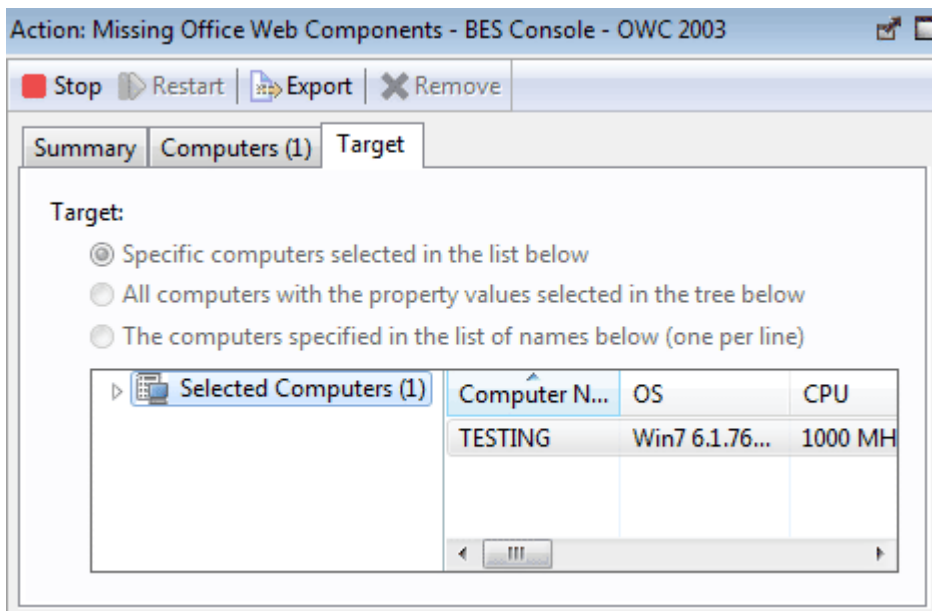 Action: Missing Office Web Components - BES Console - OWC 2003
Stop Restart Export Remove
Summary Computers (1) Target
Target:
Specific computers selected in the list below
All computers with the property values selected in the tree below
The computers specified in the list of names below (one per line)
Selected Computers (1) Computer N... OS CPU
TESTING Win7 6.1.76... 1000 MH